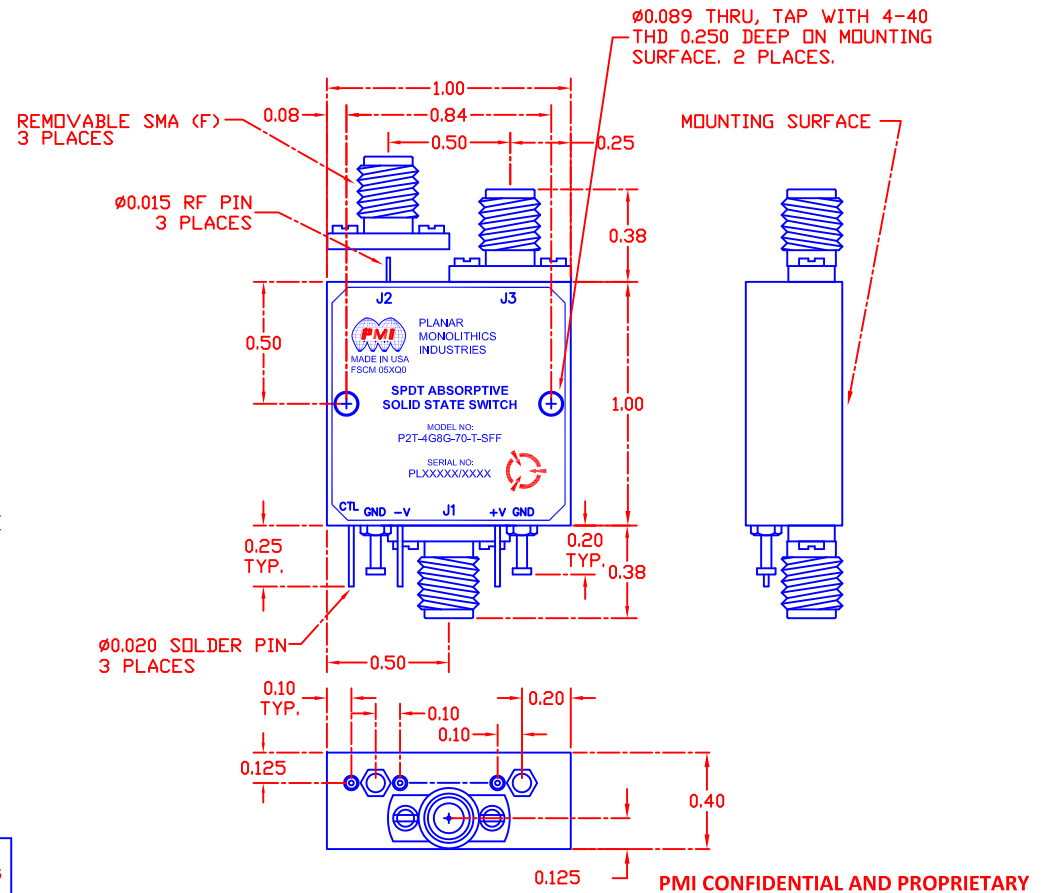 Ø0.089 THRU, TAP WITH 4-40
THD 0.250 DEEP ON MOUNTING
SURFACE. 2 PLACES.
1.00
0.08
0.84
0.50
0.25
REMOVABLE SMA (F)
3 PLACES
MOUNTING SURFACE
Ø0.015 RF PIN
3 PLACES
0.38
J2
J3
0.50
PMI
MADE IN USA
FSCM 05XQ0
PLANAR
MONOLITHICS
INDUSTRIES
SPDT ABSORPTIVE
SOLID STATE SWITCH
1.00
MODEL NO:
P2T-4G8G-70-T-SFF
SERIAL NO:
PLXXXXX/XXXX
CTL GND -V J1 +V GND
0.25
TYP.
0.20
TYP.
0.38
Ø0.020 SOLDER PIN
3 PLACES
0.50
0.10
TYP.
0.10
0.20
0.10
0.125
0.40
0.125
PMI CONFIDENTIAL AND PROPRIETARY